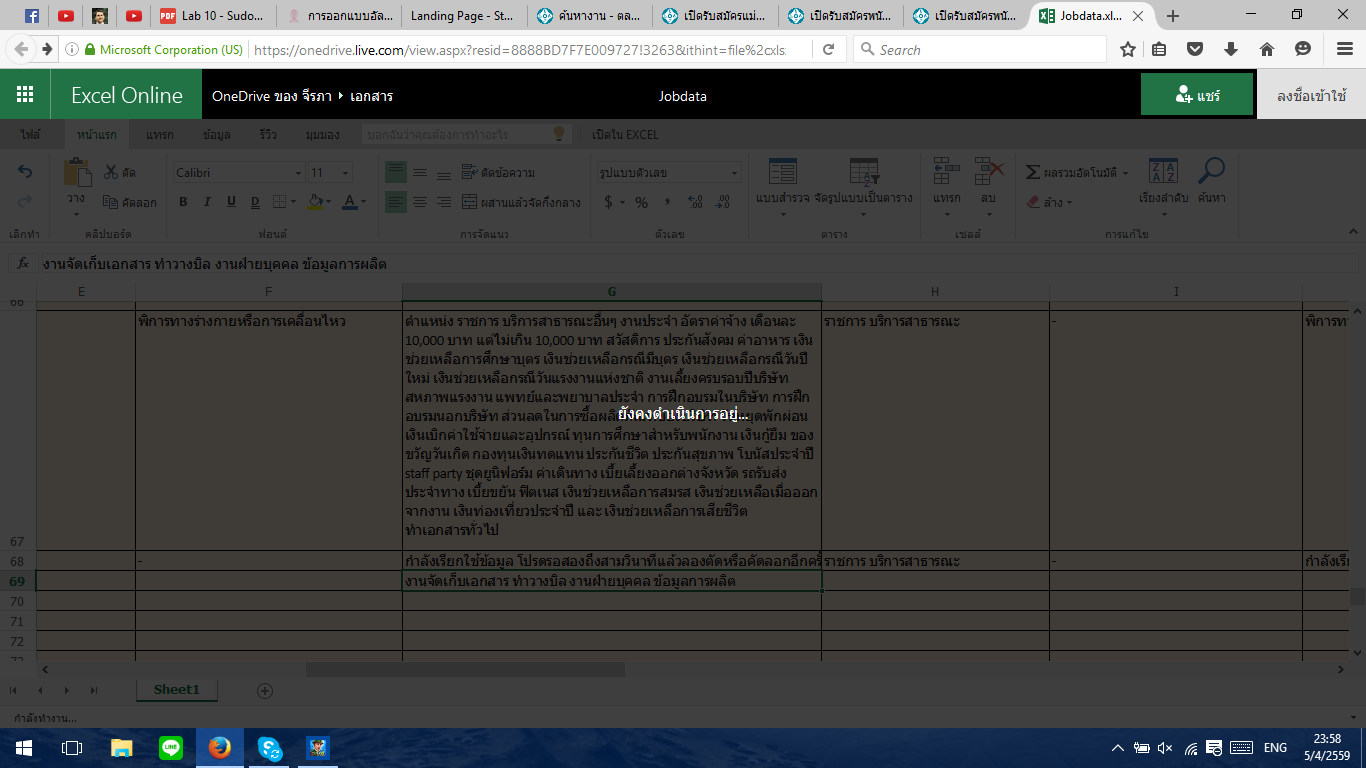 Lab 10 - Sudo...
การออกแบบอัล...
Landing Page - St...
ค้นหางาน - ตล...
เปิดรับสมัครแม่...
เปิดรับสมัครพนั...
เปิดรับสมัครพนั...
Jobdata.xl...
Microsoft Corporation (US)
https://onedrive.live.com/view.aspx?resid=8888BD7F7E009727!3263&ithint=file%2cxls:
Search
Excel Online
OneDrive ของ จีรภา
เอกสาร
Jobdata
แชร์
ลงชื่อเข้าใช้
ไฟล์
หน้าแรก
แทรก
ข้อมูล
รีวิว
มุมมอง
บอกฉันว่าคุณต้องการทำอะไร
เปิดใน EXCEL
วาง
ตัด
คัดลอก
Calibri
11
B I U D
A
ตัดข้อความ
ผสานแล้วจัดกึ่งกลาง
รูปแบบตัวเลข
$ % ,
แบบสำรวจ
จัดรูปแบบเป็นตาราง
แทรก
ลบ
ผลรวมอัตโนมัติ
ล้าง
เรียงลำดับ
ค้นหา
เลิกทำ
คลิปบอร์ด
ฟอนต์
การจัดแนว
ตัวเลข
ตาราง
เซลล์
การแก้ไข
fx
งานจัดเก็บเอกสาร ทำวางบิล งานฝ่ายบุคคล ข้อมูลการผลิต
E F G H I
66
พิการทางร่างกายหรือการเคลื่อนไหว
ตำแหน่ง ราชการ บริการสาธารณะอื่นๆ งานประจำ อัตราค่าจ้าง เดือนละ
10,000 บาท แต่ไม่เกิน 10,000 บาท สวัสดิการ ประกันสังคม ค่าอาหาร เงิน
ช่วยเหลือการศึกษาบุตร เงินช่วยเหลือกรณีมีบุตร เงินช่วยเหลือกรณีวันปี
ใหม่ เงินช่วยเหลือกรณีวันแรงงานแห่งชาติ งานเลี้ยงครบรอบปีบริษัท
สหภาพแรงงาน แพทย์และพยาบาลประจำ การฝึกอบรมในบริษัท การฝึก
อบรมนอกบริษัท ส่วนลดในการซื้อผลิ
ยุดพักผ่อน
ยังคงดำเนินการอยู่...
เงินเบิกค่าใช้จ่ายและอุปกรณ์ ทุนการศึกษาสำหรับพนักงาน เงินกู้ยืม ของ
ขวัญวันเกิด กองทุนเงินทดแทน ประกันชีวิต ประกันสุขภาพ โบนัสประจำปี
staff party ชุดยูนิฟอร์ม ค่าเดินทาง เบี้ยเลี้ยงออกต่างจังหวัด รถรับส่ง
ประจำทาง เบี้ยขยัน ฟิตเนส เงินช่วยเหลือการสมรส เงินช่วยเหลือเมื่อออก
จากงาน เงินท่องเที่ยวประจำปี และ เงินช่วยเหลือการเสียชีวิต
ทำเอกสารทั่วไป
ราชการ บริการสาธารณะ
-
พิการทา
67
68
-
กำลังเรียกใช้ข้อมูล โปรดรอสองถึงสามวินาทีแล้วลองตัดหรือคัดลอกอีกครั้
ราชการ บริการสาธารณะ
-
กำลังเรีย
69
งานจัดเก็บเอกสาร ทำวางบิล งานฝ่ายบุคคล ข้อมูลการผลิต
70
71
72
Sheet1
กำลังทำงาน...
LINE
ENG
23:58
5/4/2559